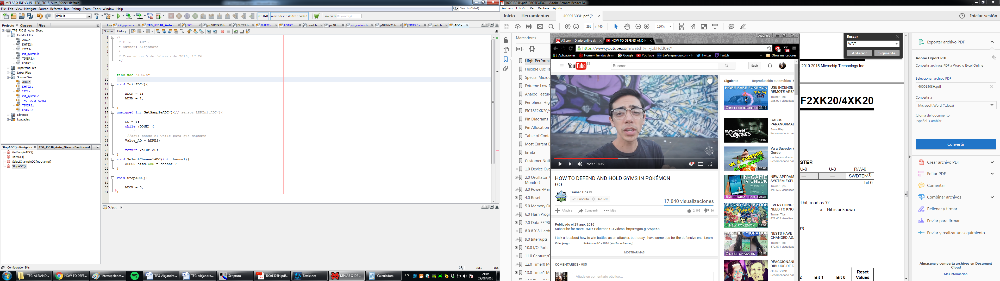 MPLAB X IDE v3.15 - TFG_PIC18_Auto_30sec : default
File Edit View Navigate Source Refactor Run Debug Team Tools Window Help
Search (Ctrl+I)
default
PC: 0x0
n ov z dc c : W:0x0 : bank 0
How do I?
Keyword(s)
Projects
Classes
Files
TFG_PIC18_Auto_30sec
Header Files
ADC.h
DHT22.h
I2C1.h
init_system.h
TIMER3.h
USART.h
Important Files
Linker Files
Source Files
ADC.c
DHT22.c
I2C1.c
init_system.c
TFG_PIC18_Auto.c
TIMER3.c
USART.c
Libraries
Loadables
StopADC() - Navigator
TFG_PIC18_Auto_30sec - Dashboard
GetSampleADC()
InitADC()
SelectChannelADC(int channel)
StopADC()
...tore
init_system.c
TFG_PIC18_Auto.c
I2C1.c
pic18f26k20.h
DHT22.h
DHT22.c
USART.c
usart.h
pic18.h
init_system.h
p18f26k20.h
TIMER3.c
math.h
ADC.c
Source
History
1 /*
2 * File: ADC.c
3 * Author: Alejandro
4 *
5 * Created on 5 de febrero de 2016, 17:26
6 */
7
8
9 #include "ADC.h"
10
11 void InitADC(){
12
13 ADON = 1;
14 ADFM = 1;
15
16 }
17 unsigned int GetSampleADC(){// sensor LDRInitADC(){
18
19 GO = 1;
20 while (DONE) {
21 ;
22 }//aqui pongo el while para que capture
23 Value_AD = ADRES;
24
25 return Value_AD;
26 }
27 void SelectChannelADC(int channel){
28 ADCON0bits.CHS = channel;
29 }
30
31 void StopADC(){
32
33 ADON = 0;
34 }
Output
Configuration Bits
3
10:1
INS
40001303H.pdf (PROTEGIDO) - Adobe Acrobat Reader DC
Archivo Edición Ver Ventana Ayuda
Inicio
Herramientas
40001303H.pdf (P...
Iniciar sesión
291 / 440
120%
Marcadores
High-Performa
Flexible Oscilla
Special Microc
Extreme Low-P
Analog Feature
Peripheral High
PIC18F2XK20/4
Pin Diagrams
Pin Allocation
Table of Conte
Most Current D
Errata
Customer Noti
1.0 Device Ove
2.0 Oscillator M
Monitor)
3.0 Power-Mar
4.0 Reset
5.0 Memory Or
6.0 Flash Progr
7.0 Data EEPRO
8.0 8 X 8 Hardw
9.0 Interrupts
10.0 I/O Ports
11.0 Capture/C
12.0 Timer0 M
13.0 Timer1 M
Alejandro
AS.com - Diario online de
HOW TO DEFEND AND H
https://www.youtube.com/watch?v=-jokHdd0etY
Aplicaciones
Home - Tiendas de in
Google
YouTube
LaVanguardia.com - N
Twitter
Twitch
Otros marcadores
YouTube ES
Buscar
Subir
7:29 / 18:49
HOW TO DEFEND AND HOLD GYMS IN POKÉMON
GO
Trainer Tips
Suscrito
461.532
17.840 visualizaciones
Añadir a
Compartir
Más
2.195
36
Publicado el 29 ago. 2016
Subscribe for more DAILY Pokémon GO videos: https://goo.gl/2SpeXo
I talk a lot about how to win battles as an attacker, but today I have some tips for the defensive end. Learn
Videojuego
Pokémon GO - 2016 (YouTube Gaming)
MOSTRAR MÁS
COMENTARIOS • 985
Añade un comentario público...
Siguiente
Reproducción automática
MORE RARE POKÉMON
BETTER INCENSE
23:12
USE INCENSE
REMOTE AREA
Trainer Tips
285.091 visualizac
PARANORMAL
MIS COJONES
11:02
CASOS
PARANORMAL
AuronPlay
Recomendado par
VA A SUCEDER
ALGO GORDO
20:06
Va a Suceder A
Gordo
contraperiodismo
Recomendado par
IN-GAME
IV CHECK
APPRAISAL SYSTEM
21:31
NEW APPRAIS
SYSTEM EXPL
Trainer Tips
490.525 visualizac
SECOND GENERATION
NEW POKÉMON
11:51
EVERYTHING Y
NEED TO KNOW
Trainer Tips
422.435 visualizac
MONTHLY MIGRATION
NEST CHANGES
15:58
NESTS HAVE
CHANGED AGA
Trainer Tips
372.571 visualizac
REACCIONAND
DIBUJOS DE FA
elrubiusOMG
Recomendado par
Buscar
WDT
Anterior
Siguiente
2010-2015 Microchip Technology Inc.
F2XK20/4XK20
STER
U-0
U-0
R/W-0
—
—
SWDTEN(1)
bit 0
d bit, read as ‘0’
x = Bit is unknown
(1)
2
Bit 1
Bit 0
Reset
Values
Exportar archivo PDF
Adobe Export PDF
Convertir archivos PDF a Word o Excel Online
Seleccionar archivo PDF
40001303H.pdf
Convertir a
Microsoft Word (*.docx)
Idioma del documento:
Español Cambiar
Convertir
Crear archivo PDF
Editar PDF
Comentar
Combinar archivos
Rellenar y firmar
Enviar para firmar
Enviar y realizar un seguimiento
Almacene y comparta archivos en Document
Cloud
Más información
TFG_ALEJAND...
HOW TO DEFE...
interrupciones...
TFG_Alejandro...
TFG_Alejandro...
Scriptum
40001303H.pdf...
Battle.net
MPLAB X IDE ...
Calculadora
ES
21:05
29/08/2016